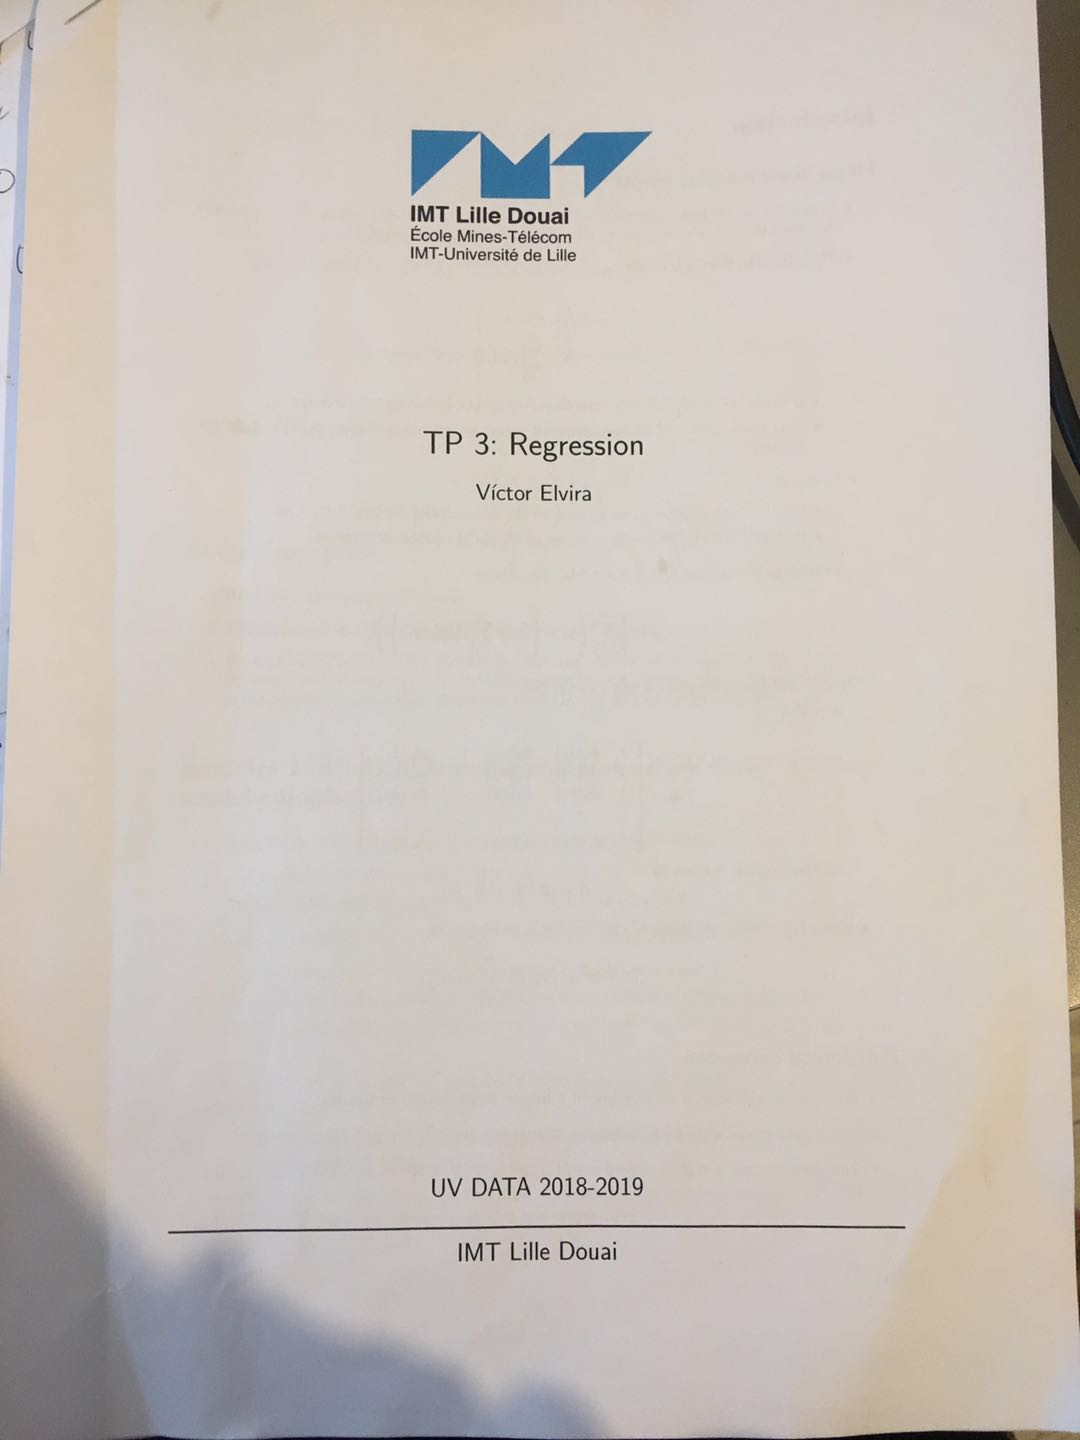 IMT Lille Douai
École Mines-Télécom
IMT-Université de Lille
TP 3: Regression
Víctor Elvira
UV DATA 2018-2019
IMT Lille Douai